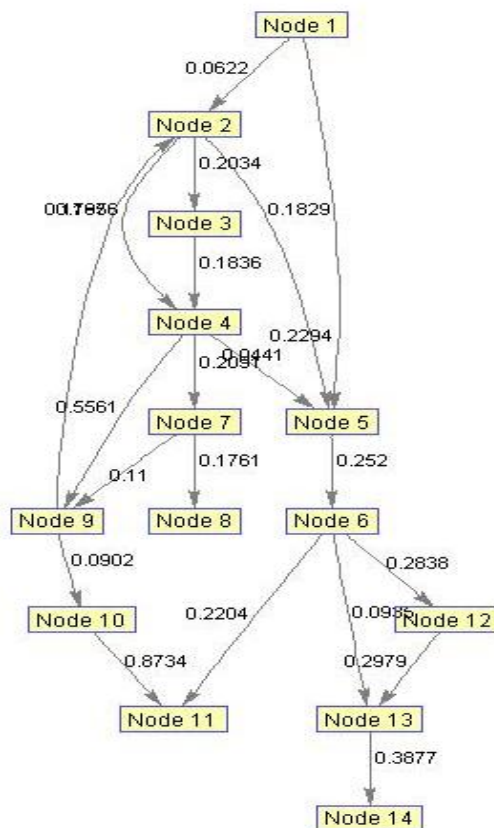 Node 1
0.0622
Node 2
0.2034
Node 3
0.1829
0.1836
Node 4
0.2294
0.0441
0.5561
Node 7
Node 5
0.11
0.1761
0.252
Node 9
Node 8
Node 6
0.0902
0.2838
Node 10
0.2204
Node 12
0.8734
0.2979
Node 11
Node 13
0.3877
Node 14